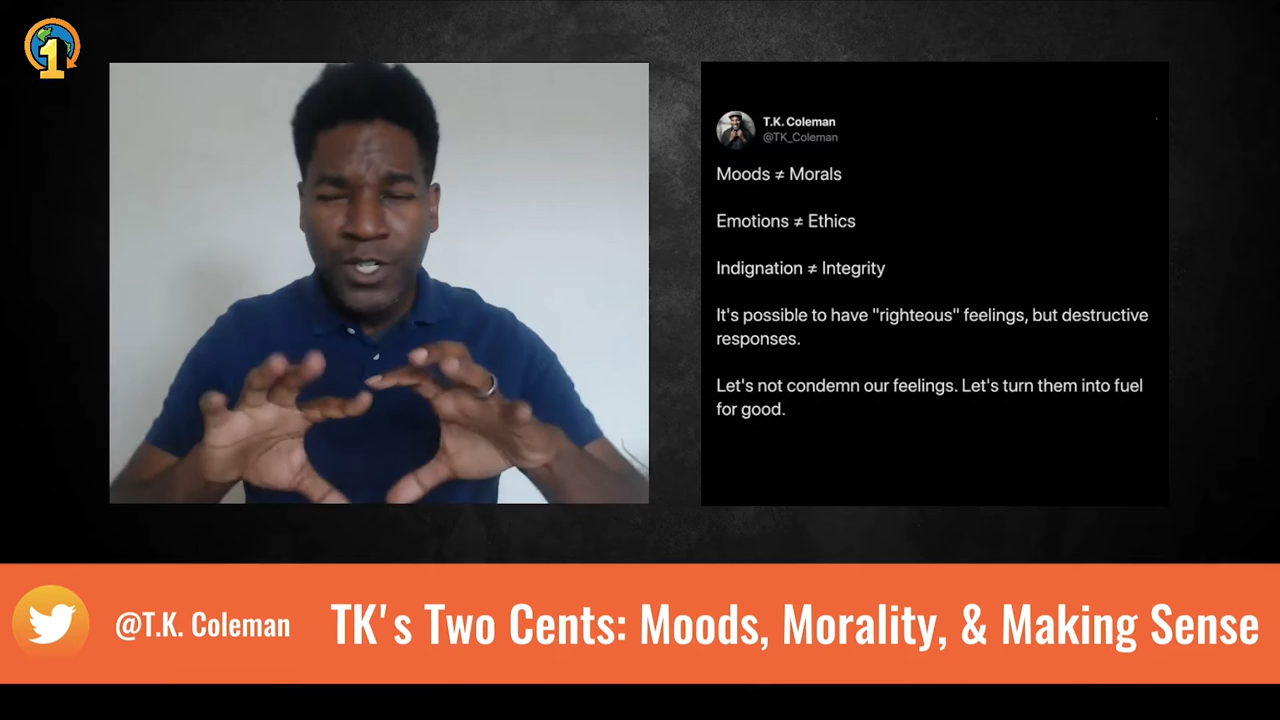 1
T.K. Coleman
@TK_Coleman
Moods ≠ Morals
Emotions ≠ Ethics
Indignation ≠ Integrity
It's possible to have "righteous" feelings, but destructive
responses.
Let's not condemn our feelings. Let's turn them into fuel
for good.
@T.K. Coleman
TK's Two Cents: Moods, Morality, & Making Sense